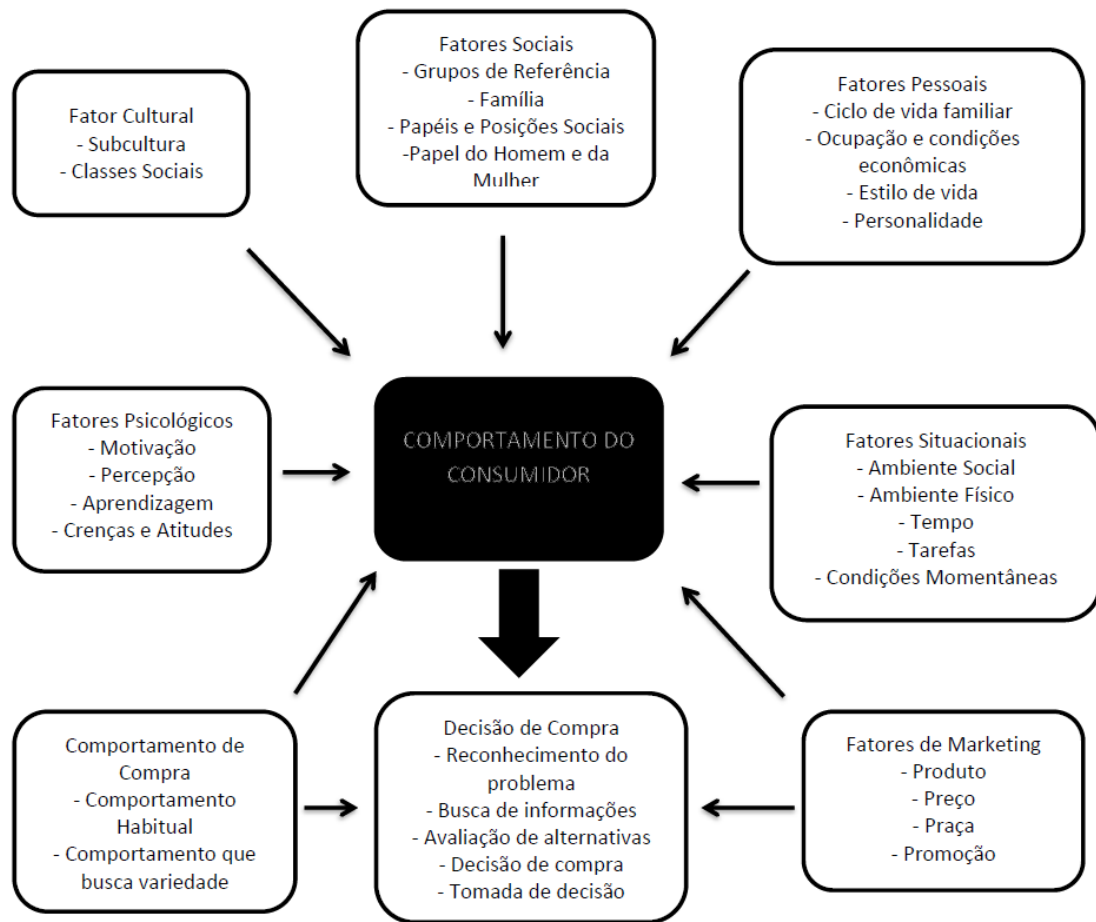 Fatores Sociais
- Grupos de Referência
- Família
- Papéis e Posições Sociais
-Papel do Homem e da
Mulher
Fator Cultural
- Subcultura
- Classes Sociais
Fatores Pessoais
- Ciclo de vida familiar
- Ocupação e condições
econômicas
- Estilo de vida
- Personalidade
Fatores Psicológicos
- Motivação
- Percepção
- Aprendizagem
- Crenças e Atitudes
COMPORTAMENTO DO
CONSUMIDOR
Fatores Situacionais
- Ambiente Social
- Ambiente Físico
- Tempo
- Tarefas
- Condições Momentâneas
Comportamento de
Compra
- Comportamento
Habitual
- Comportamento que
busca variedade
Decisão de Compra
- Reconhecimento do
problema
- Busca de informações
- Avaliação de alternativas
- Decisão de compra
- Tomada de decisão
Fatores de Marketing
- Produto
- Preço
- Praça
- Promoção